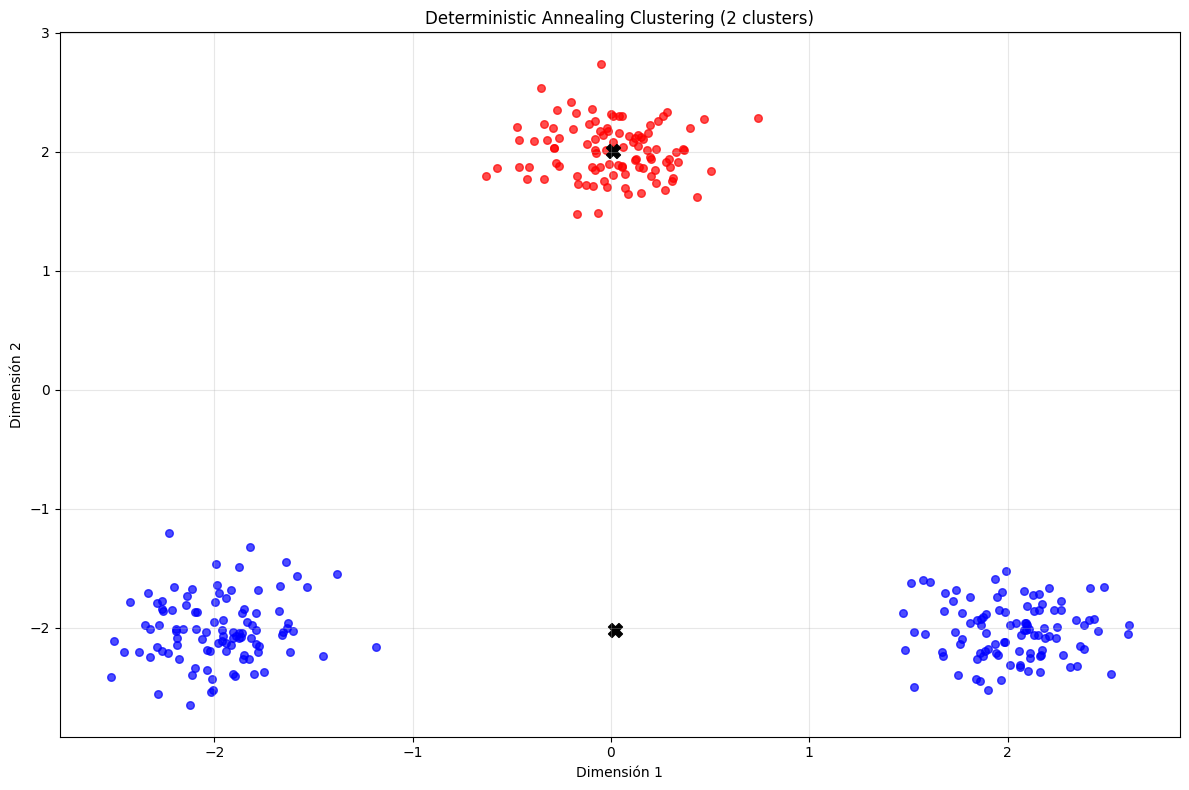 Deterministic Annealing Clustering (2 clusters)
3
2
1
0
−1
−2
Dimensión 2
−2 −1 0 1 2
Dimensión 1